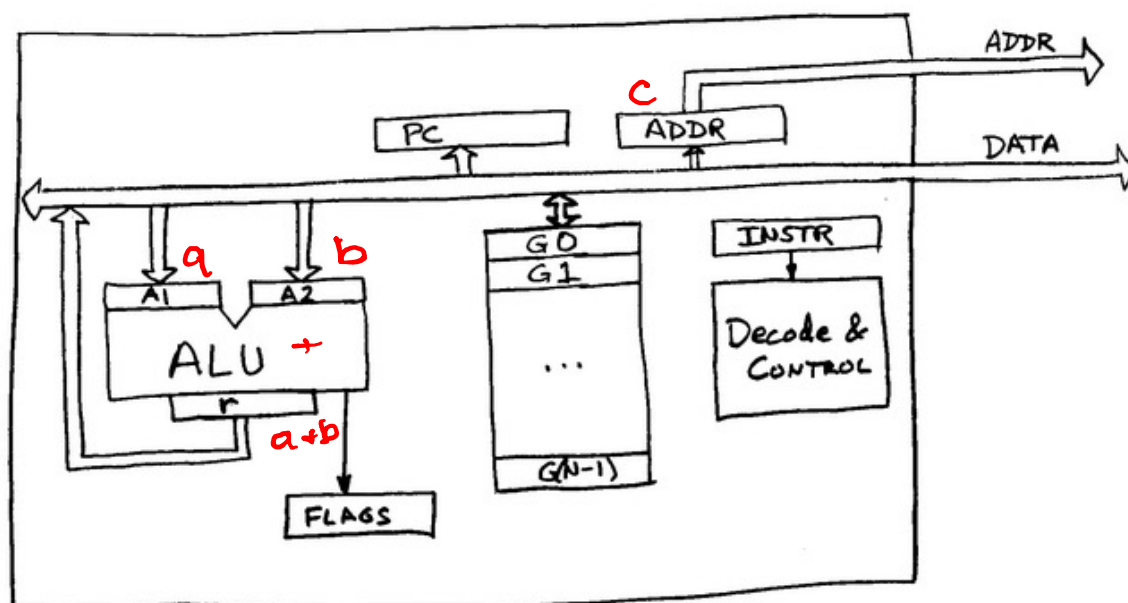 ADDR
C
PC
ADDR
DATA
a
b
A1
A2
ALU +
r
a+b
FLAGS
G0
G1
...
G(N-1)
INSTR
Decode &
CONTROL